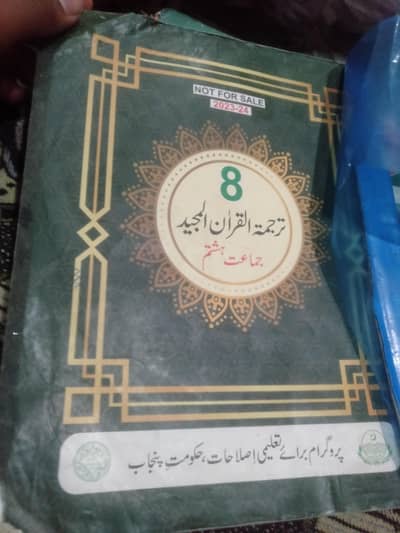 NOT FOR SALE
2023-24
8
ترجمۃ القرآن المجید
جماعت ہشتم
پروگرام برائے تعلیمی اصلاحات، حکومتِ پنجاب